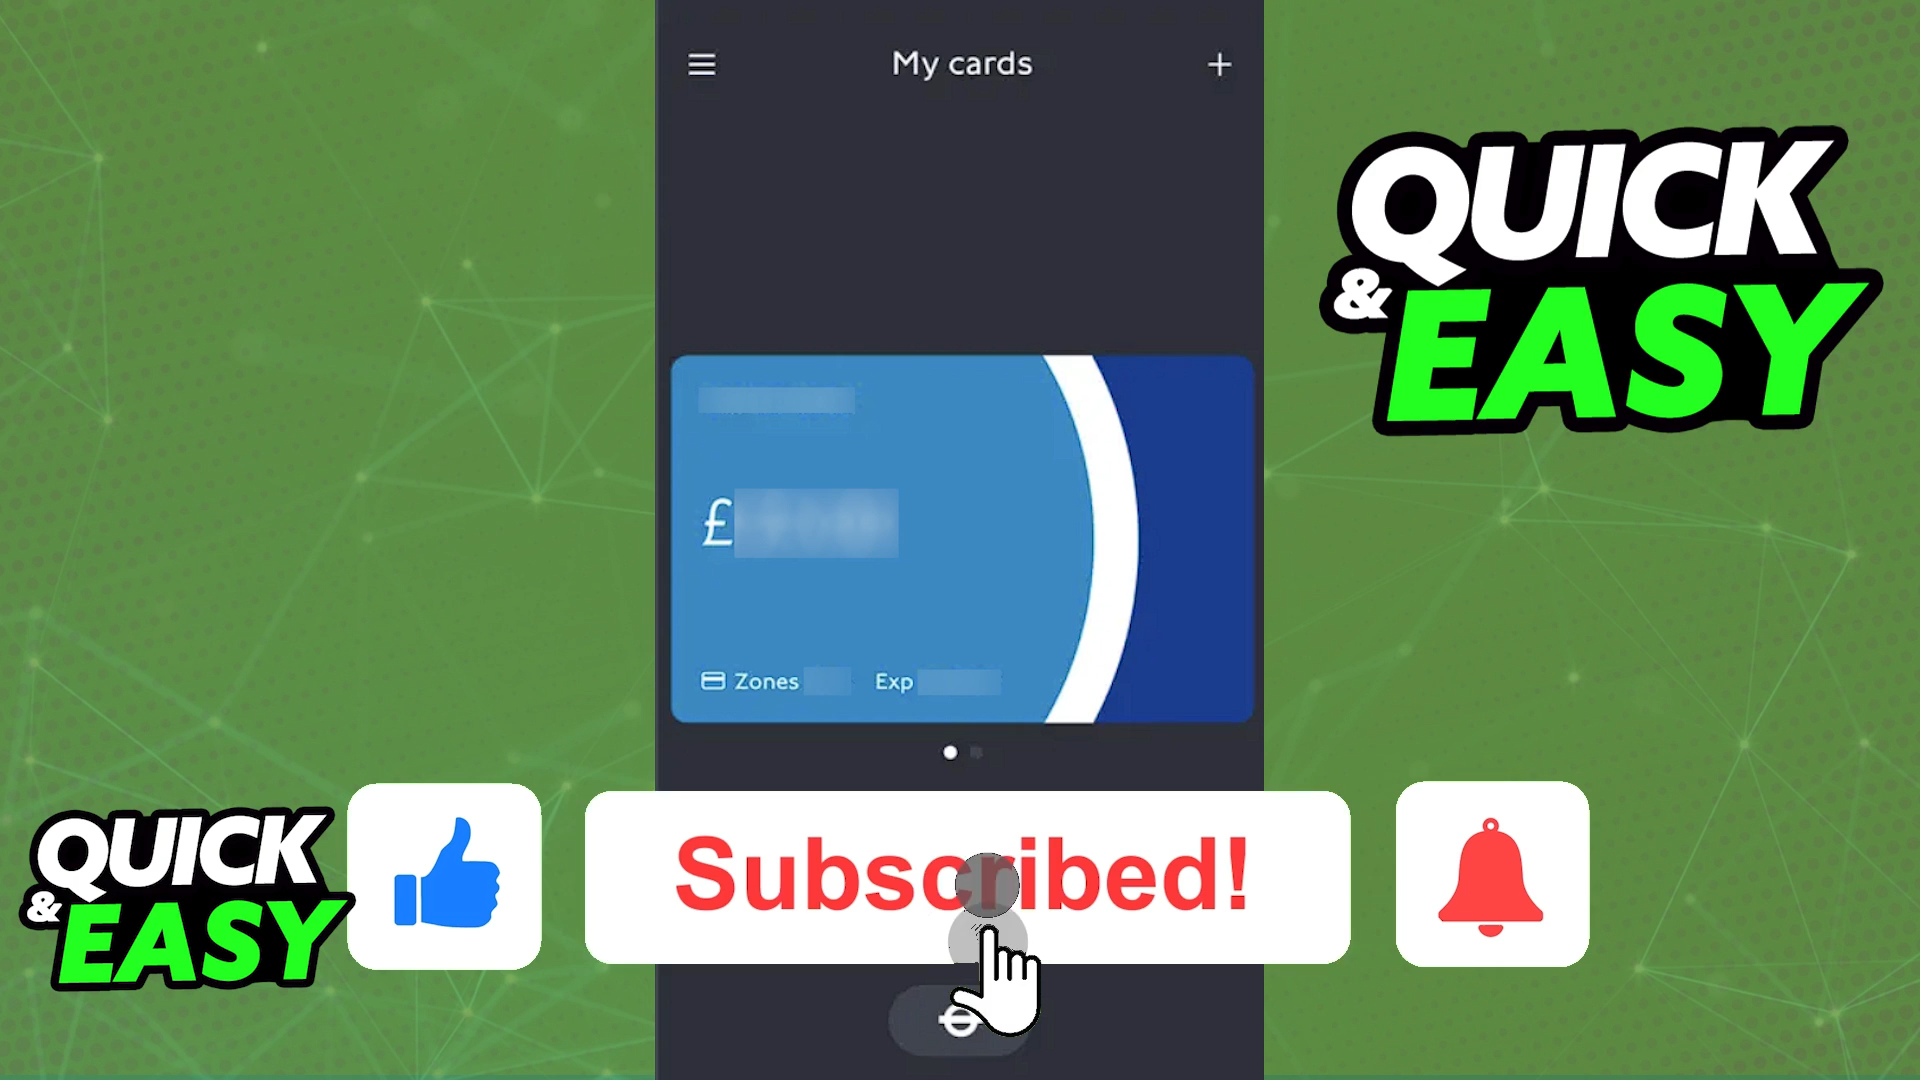 My cards
QUICK
& EASY
£
Zones
Exp
QUICK
& EASY
Subscribed!